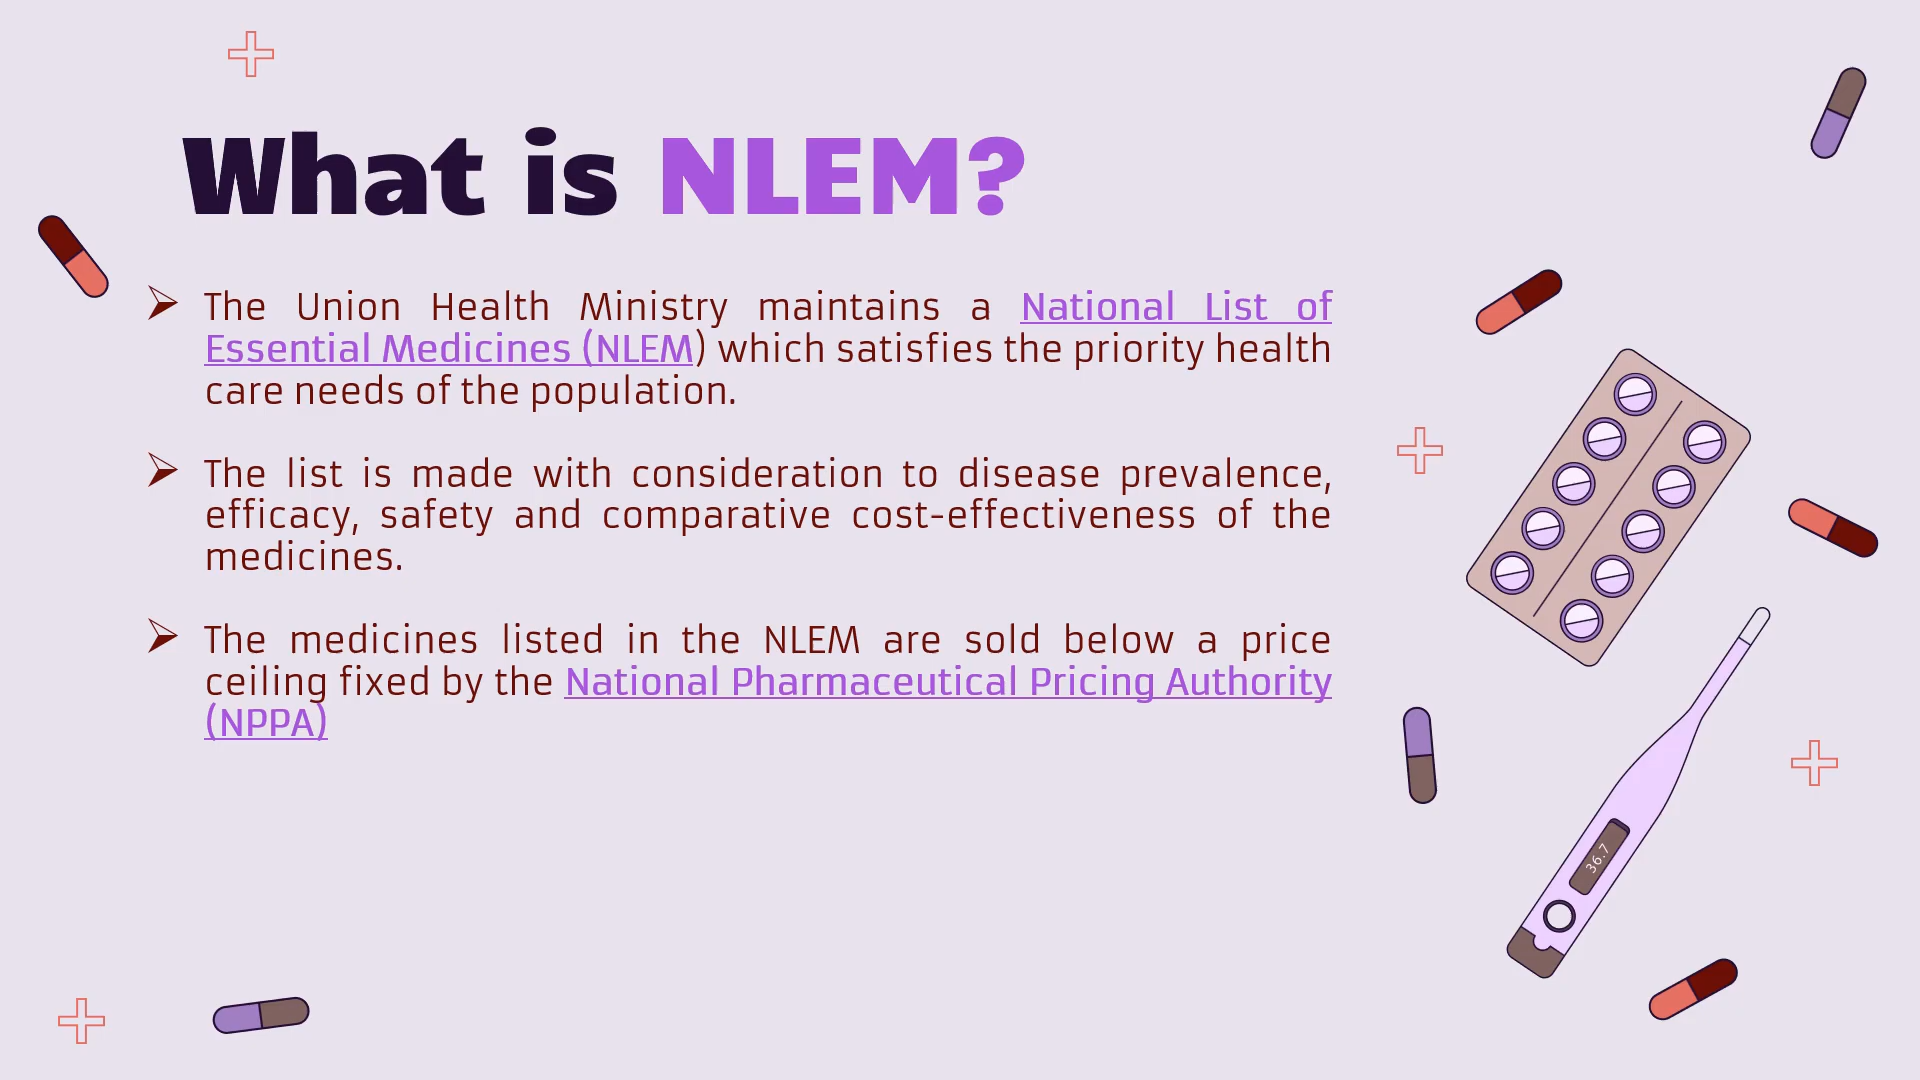 What is NLEM?
The Union Health Ministry maintains a National List of
Essential Medicines (NLEM) which satisfies the priority health
care needs of the population.
The list is made with consideration to disease prevalence,
efficacy, safety and comparative cost-effectiveness of the
medicines.
The medicines listed in the NLEM are sold below a price
ceiling fixed by the National Pharmaceutical Pricing Authority
(NPPA)
36.7